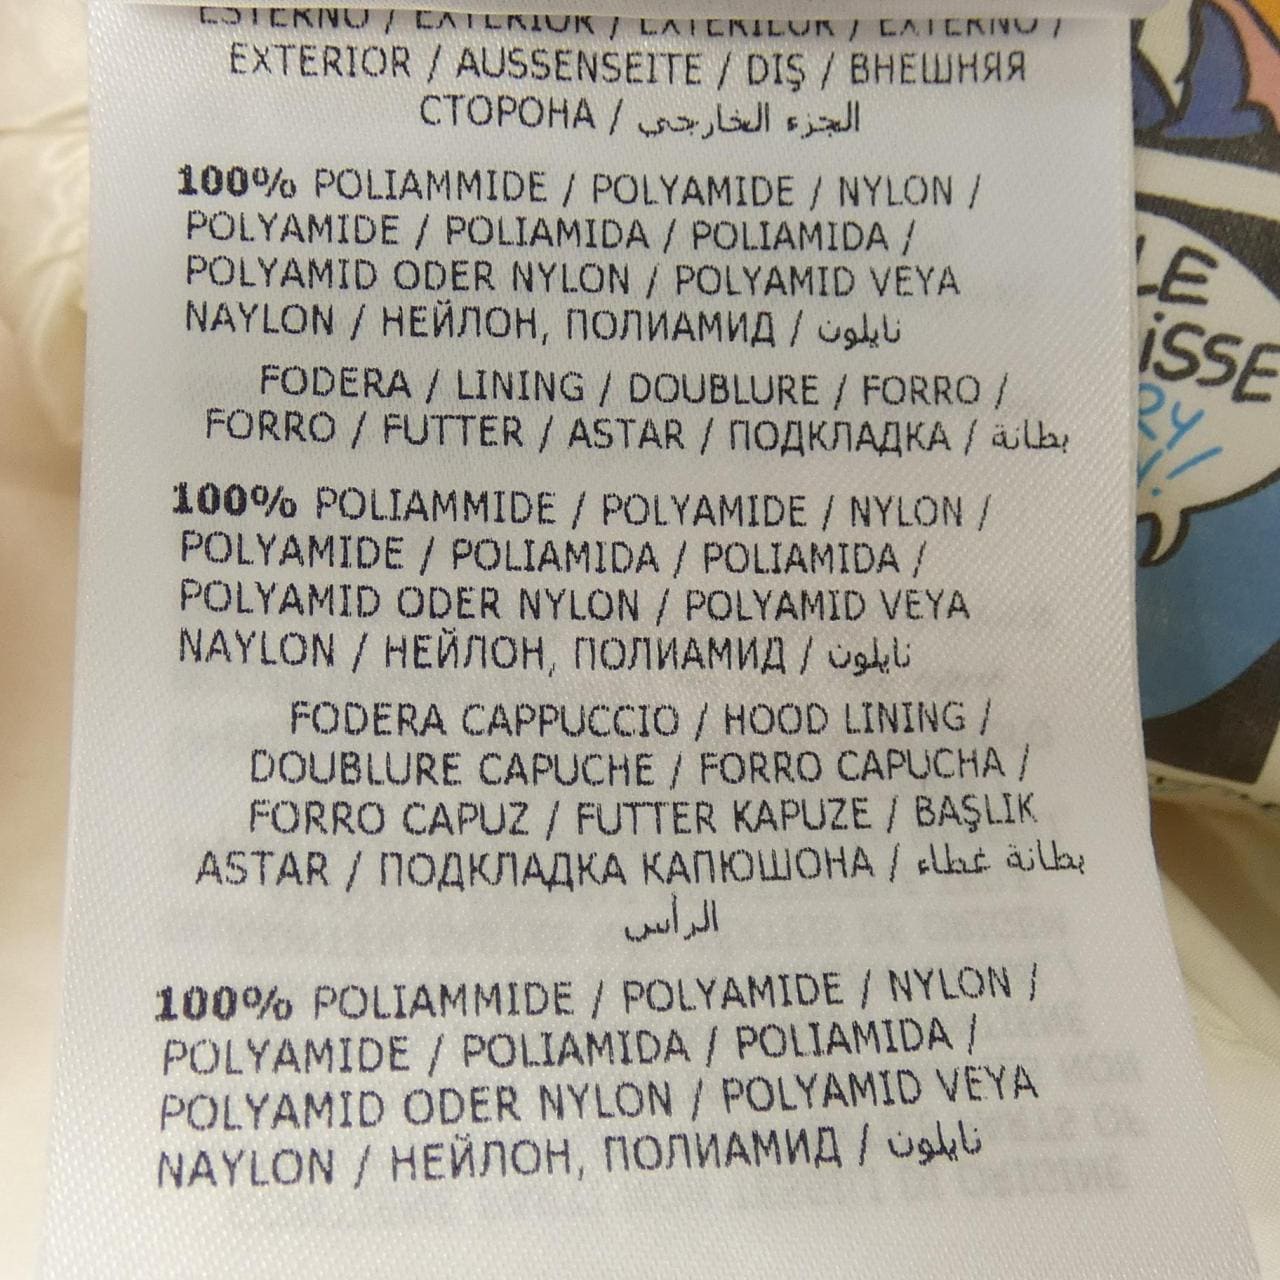 ESTERNO / EXTERIOR / EXTERIEUR / EXTERNO /
EXTERIOR / AUSSENSEITE / DIŞ / ВНЕШНЯЯ
СТОРОНА / الجزء الخارجي
100% POLIAMMIDE / POLYAMIDE / NYLON /
POLYAMIDE / POLIAMIDA / POLIAMIDA /
POLYAMID ODER NYLON / POLYAMID VEYA
NAYLON / НЕЙЛОН, ПОЛИАМИД / نايلون
FODERA / LINING / DOUBLURE / FORRO /
FORRO / FUTTER / ASTAR / ПОДКЛАДКА / بطانة
100% POLIAMMIDE / POLYAMIDE / NYLON /
POLYAMIDE / POLIAMIDA / POLIAMIDA /
POLYAMID ODER NYLON / POLYAMID VEYA
NAYLON / НЕЙЛОН, ПОЛИАМИД / نايلون
FODERA CAPPUCCIO / HOOD LINING /
DOUBLURE CAPUCHE / FORRO CAPUCHA /
FORRO CAPUZ / FUTTER KAPUZE / BAŞLIK
ASTAR / ПОДКЛАДКА КАПЮШОНА / بطانة غطاء
الرأس
100% POLIAMMIDE / POLYAMIDE / NYLON /
POLYAMIDE / POLIAMIDA / POLIAMIDA /
POLYAMID ODER NYLON / POLYAMID VEYA
NAYLON / НЕЙЛОН, ПОЛИАМИД / نايلون